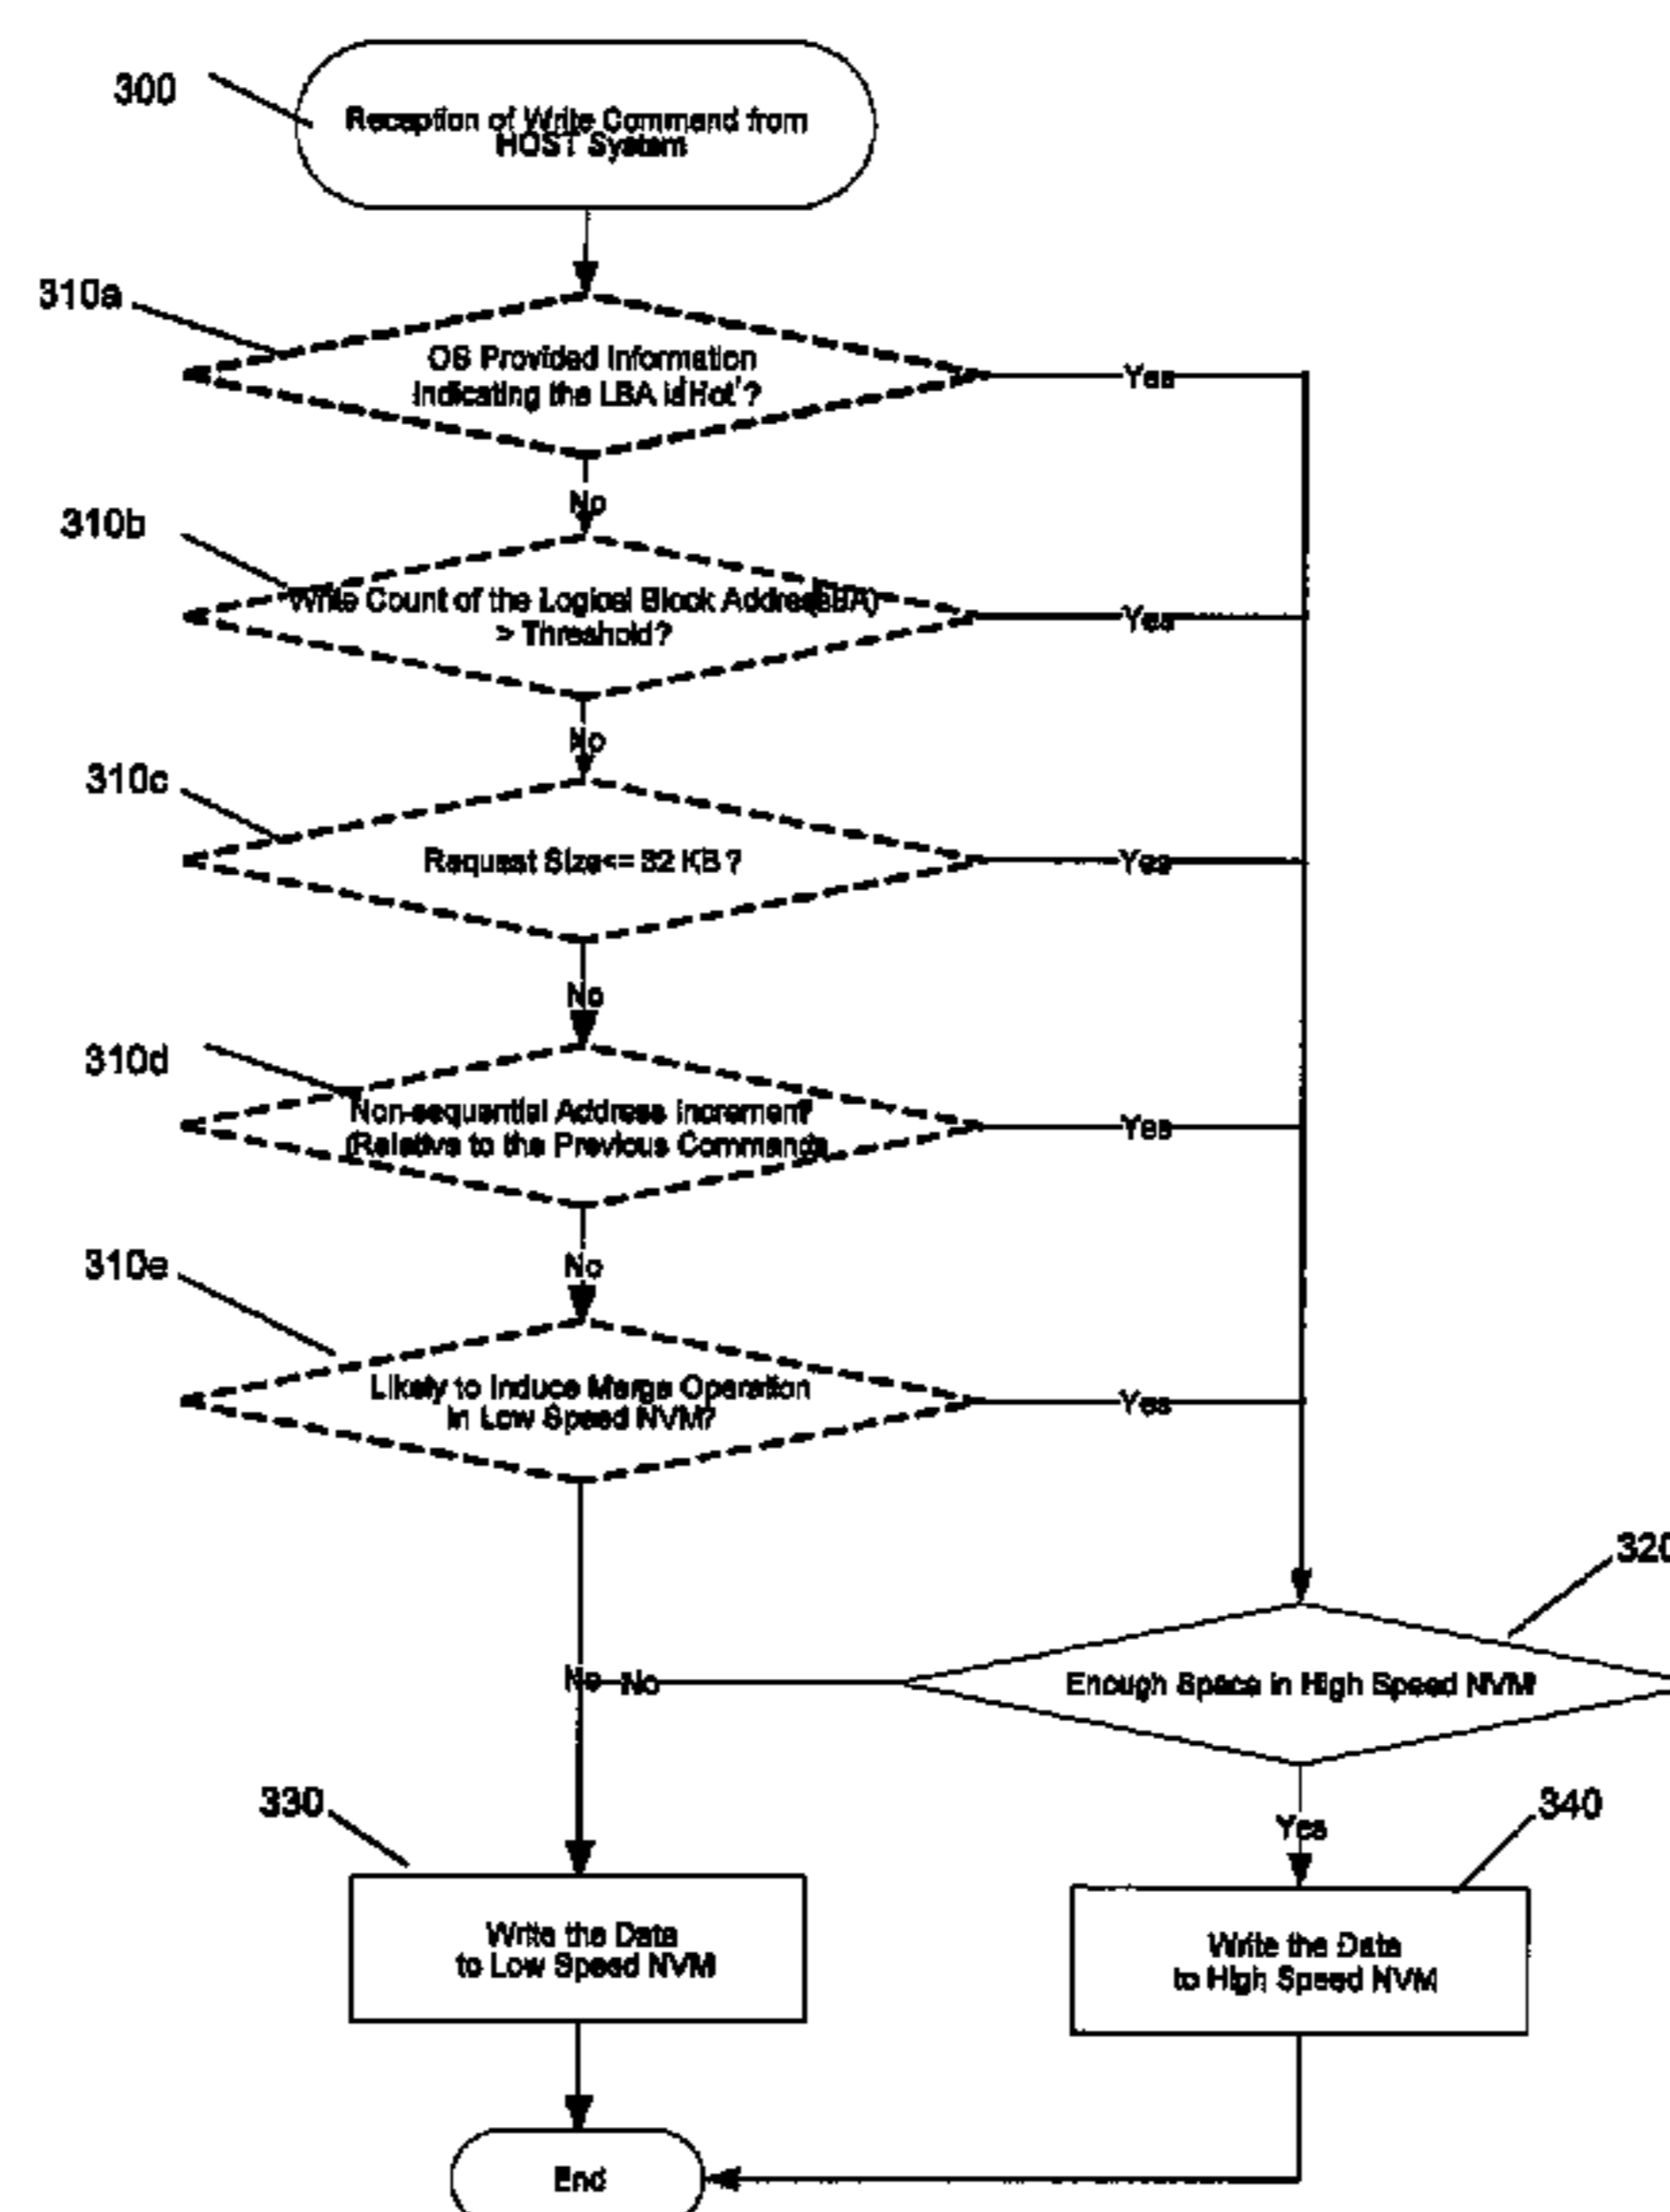 300
Reception of Write Command from
HOST System
310a
OS Provided Information
Indicating the LBA is 'Hot' ?
Yes
No
310b
Write Count of the Logical Block Address (LBA)
> Threshold?
Yes
No
310c
Request Size <= 32 KB ?
Yes
No
310d
Non-sequential Address Increment?
(Relative to the Previous Command)
Yes
No
310e
Likely to Induce Merge Operation
in Low Speed NVM?
Yes
320
No
No
Enough Space in High Speed NVM?
330
340
Yes
Write the Data
to Low Speed NVM
Write the Data
to High Speed NVM
End